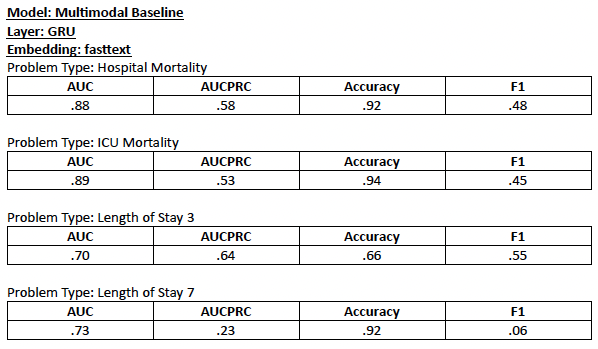 Model: Multimodal Baseline
Layer: GRU
Embedding: fasttext
Problem Type: Hospital Mortality
AUC AUCPRC Accuracy F1
.88 .58 .92 .48
Problem Type: ICU Mortality
AUC AUCPRC Accuracy F1
.89 .53 .94 .45
Problem Type: Length of Stay 3
AUC AUCPRC Accuracy F1
.70 .64 .66 .55
Problem Type: Length of Stay 7
AUC AUCPRC Accuracy F1
.73 .23 .92 .06